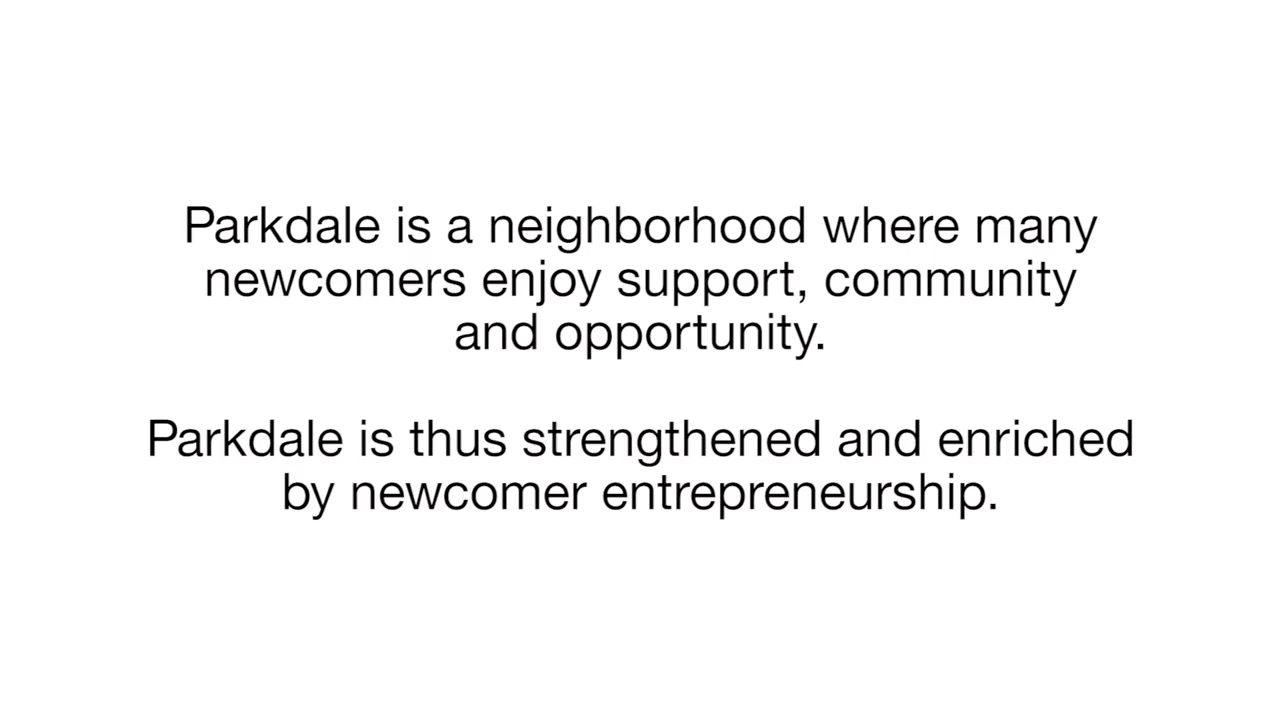 Parkdale is a neighborhood where many
newcomers enjoy support, community
and opportunity.
Parkdale is thus strengthened and enriched
by newcomer entrepreneurship.